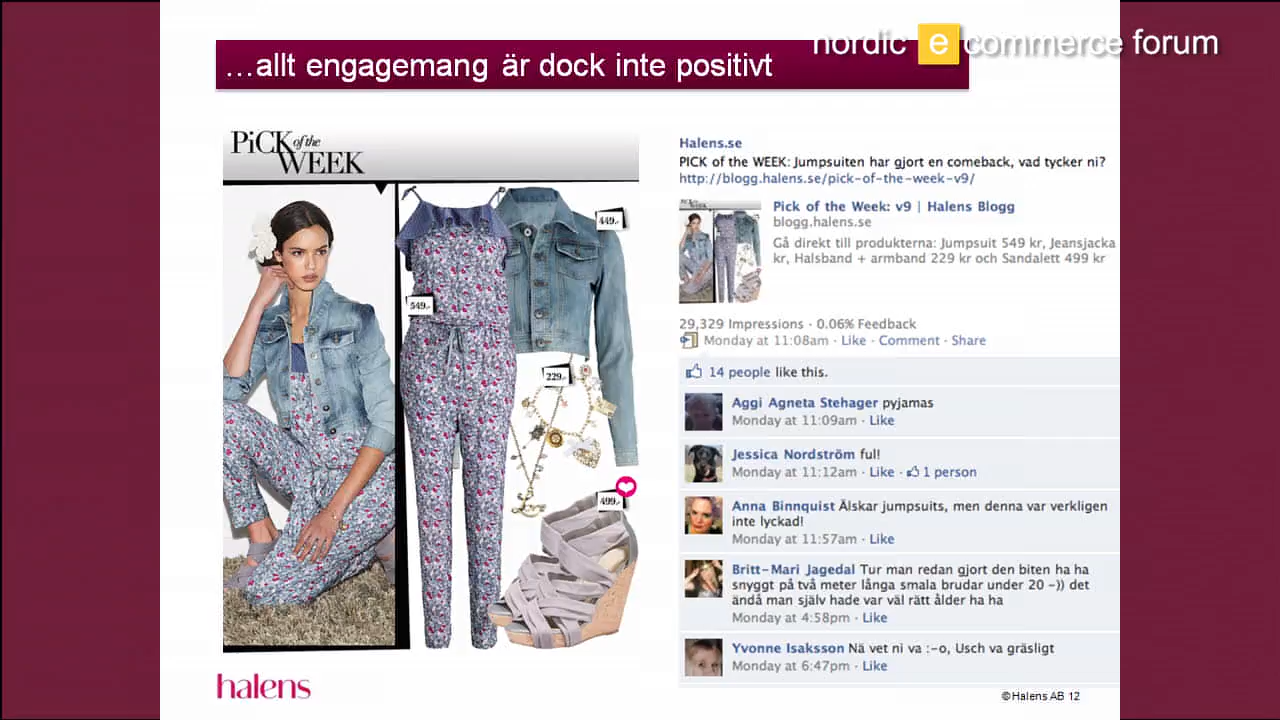 nordic e commerce forum
…allt engagemang är dock inte positivt
PiCK of the
WEEK
449,-
549,-
229,-
499,-
Halens.se
PICK of the WEEK: Jumpsuiten har gjort en comeback, vad tycker ni?
http://blogg.halens.se/pick-of-the-week-v9/
Pick of the Week: v9 | Halens Blogg
blogg.halens.se
Gå direkt till produkterna: Jumpsuit 549 kr, Jeansjacka
kr, Halsband + armband 229 kr och Sandalett 499 kr
29,329 Impressions · 0.06% Feedback
Monday at 11:08am · Like · Comment · Share
14 people like this.
Aggi Agneta Stehager pyjamas
Monday at 11:09am · Like
Jessica Nordström ful!
Monday at 11:12am · Like · 1 person
Anna Binnquist Älskar jumpsuits, men denna var verkligen
inte lyckad!
Monday at 11:57am · Like
Britt-Mari Jagedal Tur man redan gjort den biten ha ha
snyggt på två meter långa smala brudar under 20 -)) det
ändå man själv hade var väl rätt ålder ha ha
Monday at 4:58pm · Like
Yvonne Isaksson Nä vet ni va :-o, Usch va gräsligt
Monday at 6:47pm · Like
halens
©Halens AB 12